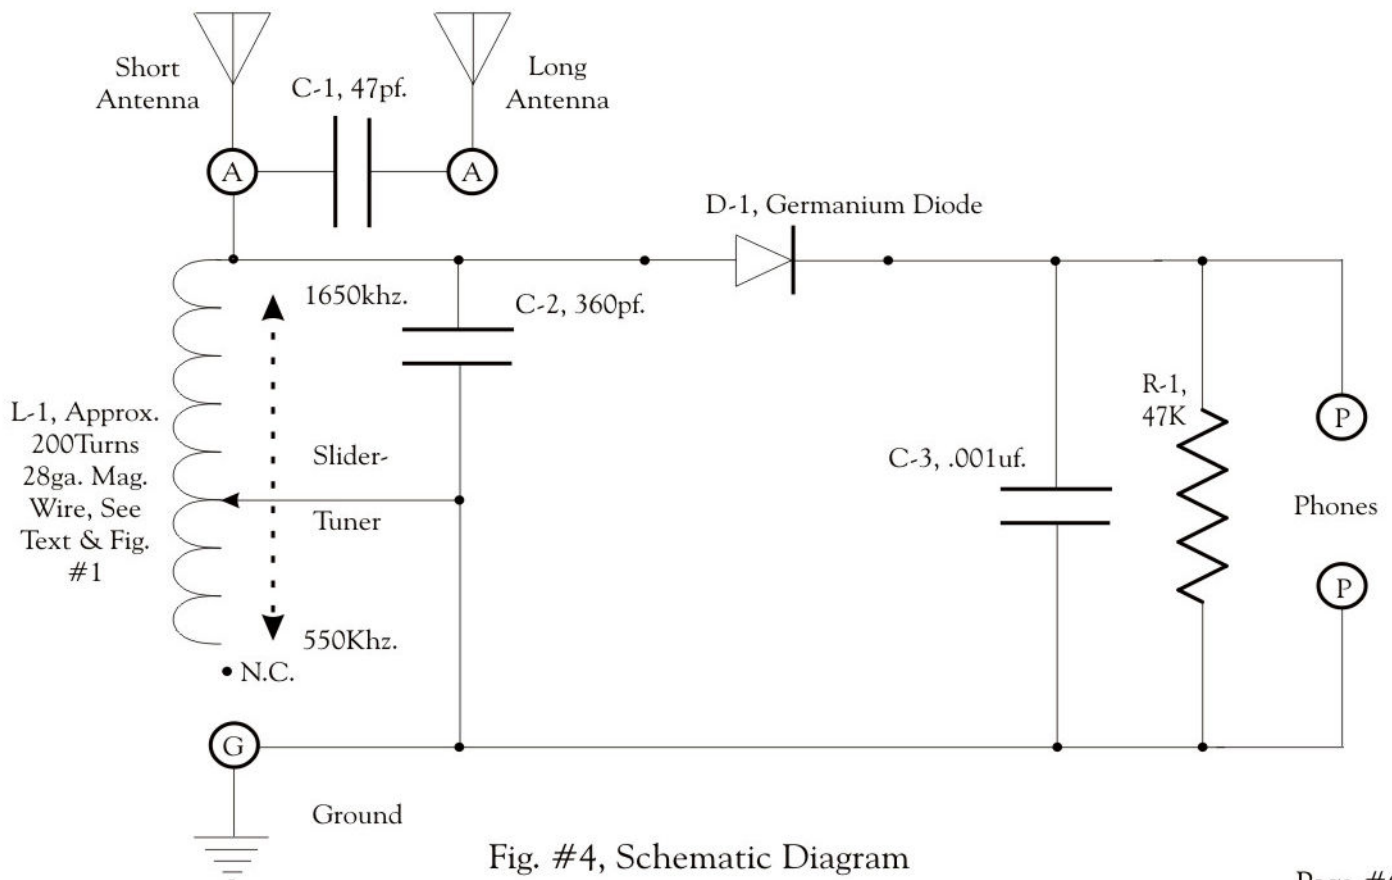 Short
Antenna
C-1, 47pf.
Long
Antenna
A
A
D-1, Germanium Diode
1650khz.
C-2, 360pf.
L-1, Approx.
200Turns
28ga. Mag.
Wire, See
Text & Fig.
#1
Slider-
Tuner
R-1,
47K
P
C-3, .001uf.
Phones
P
550Khz.
• N.C.
G
Ground
Fig. #4, Schematic Diagram